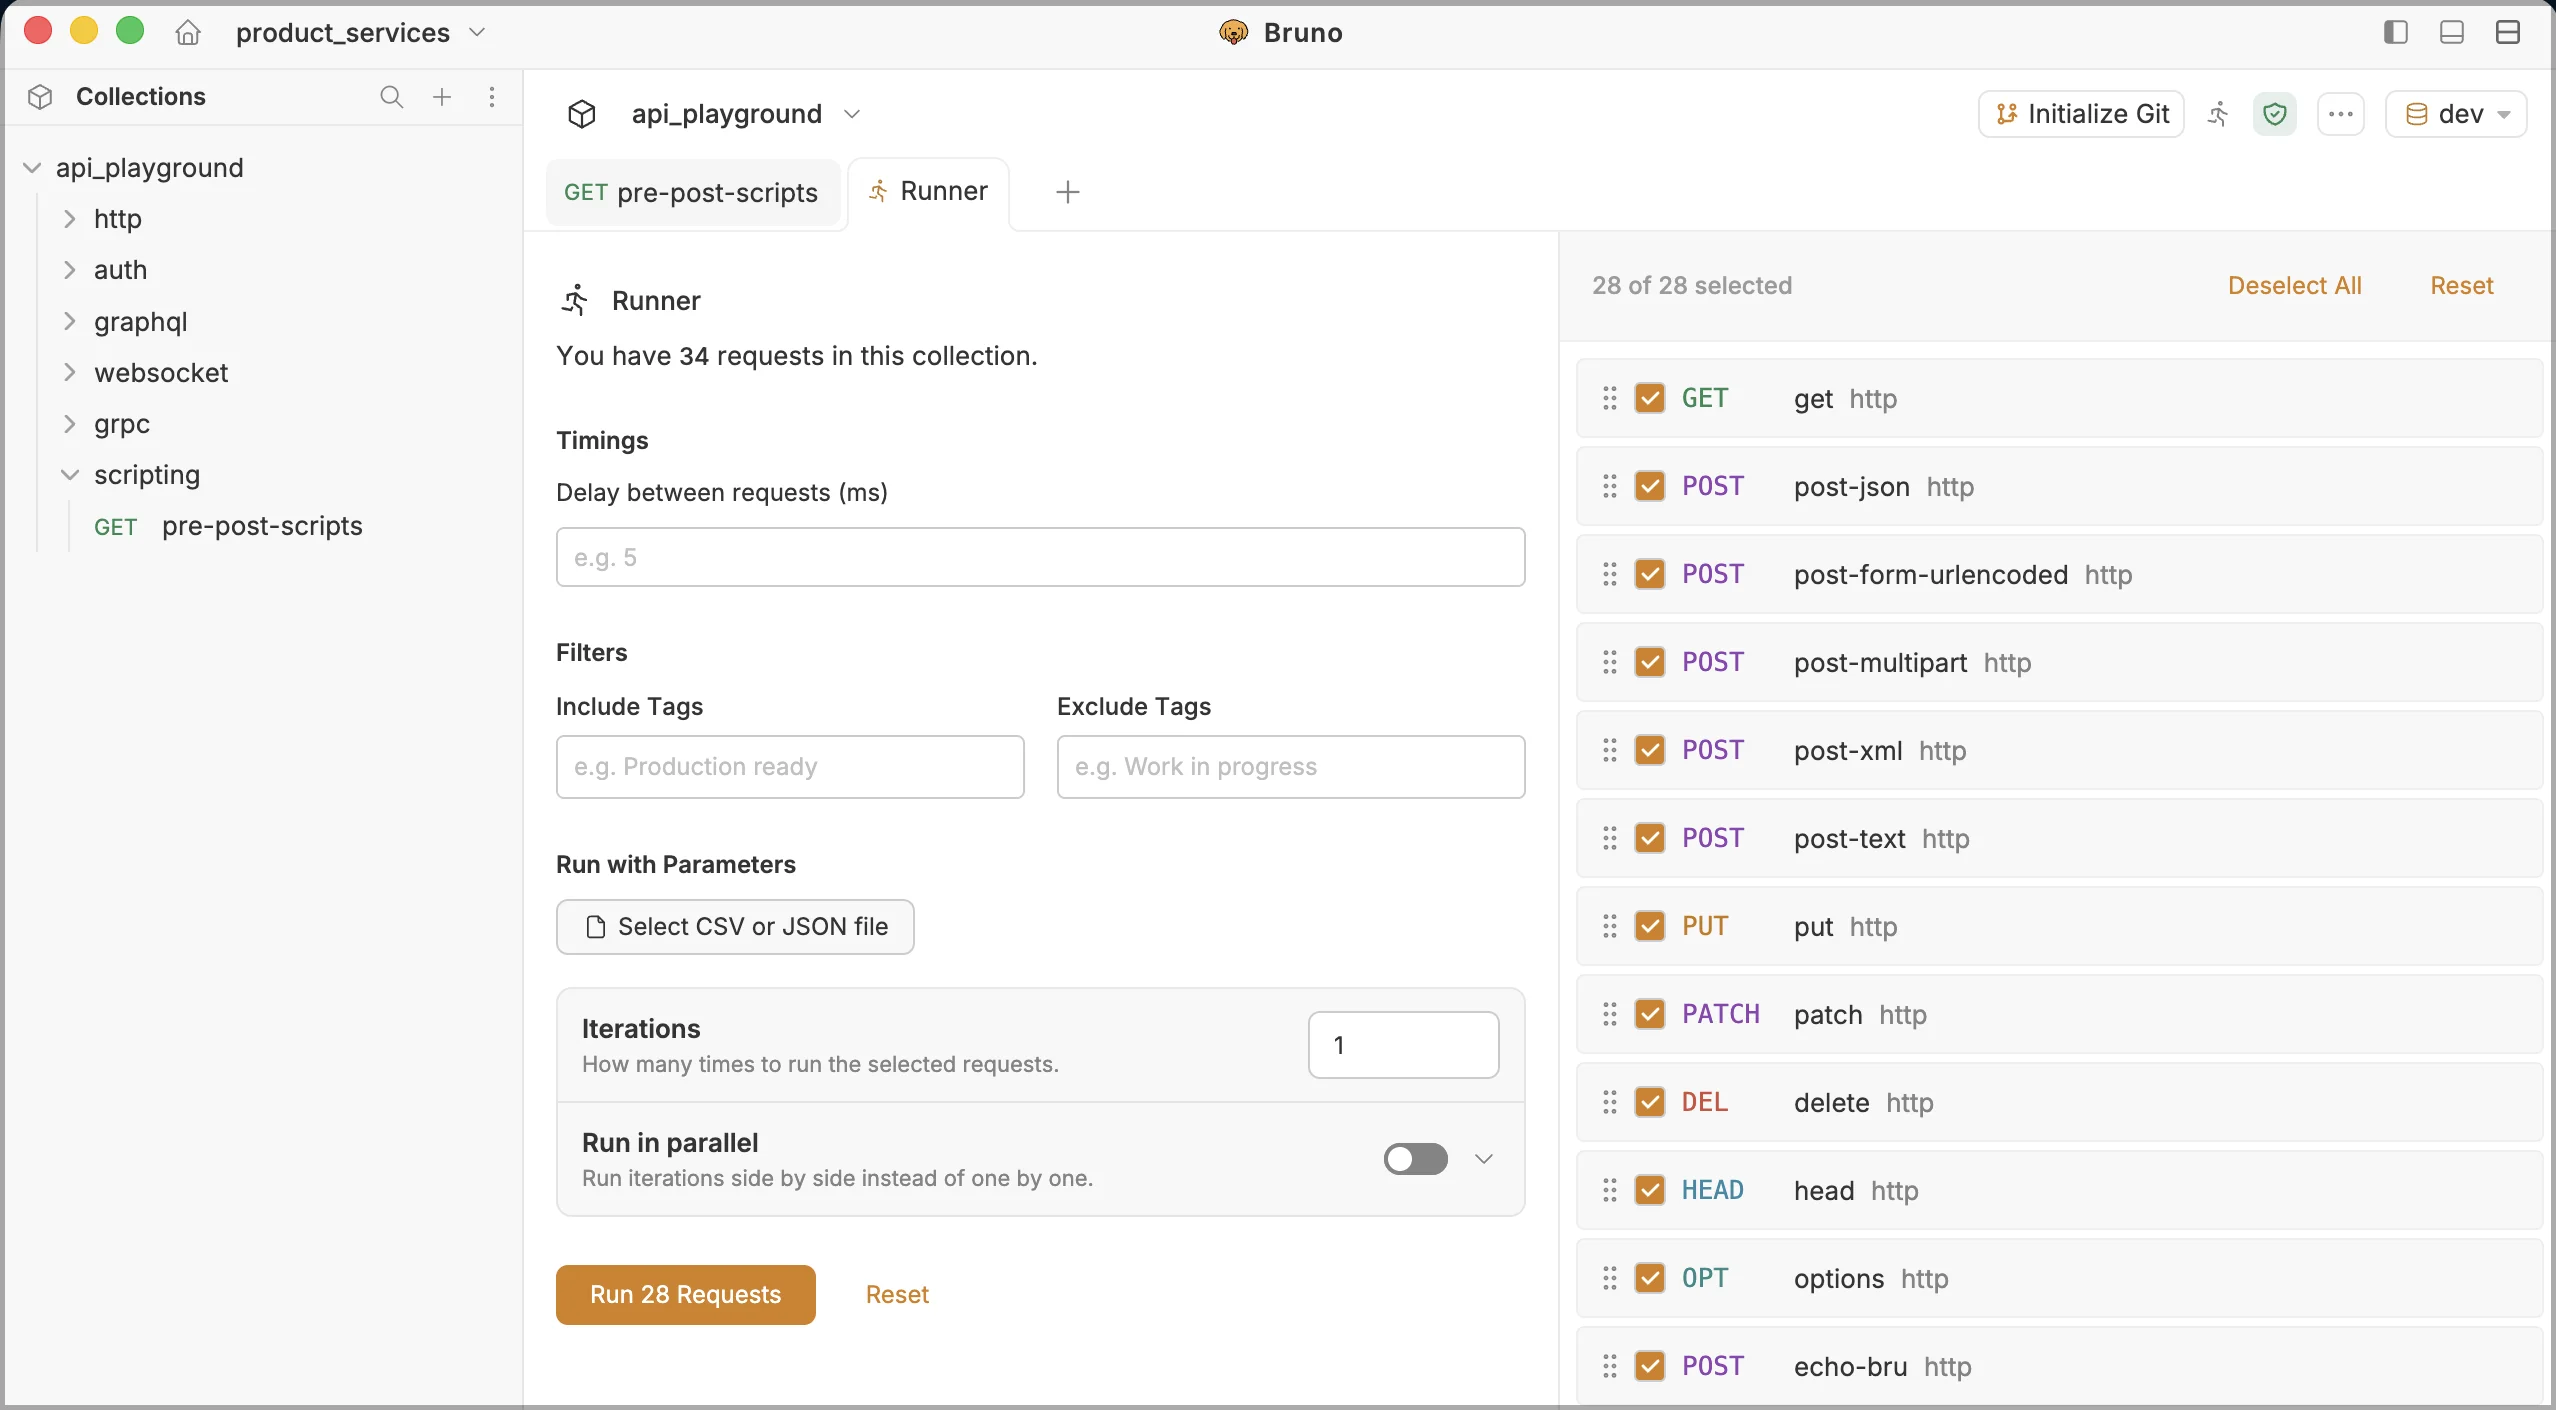 product_services
Bruno
Collections
api_playground
http
auth
graphql
websocket
grpc
scripting
GET pre-post-scripts
api_playground
Initialize Git
dev
GET pre-post-scripts
Runner
Runner
You have 34 requests in this collection.
Timings
Delay between requests (ms)
e.g. 5
Filters
Include Tags
Exclude Tags
e.g. Production ready
e.g. Work in progress
Run with Parameters
Select CSV or JSON file
Iterations
How many times to run the selected requests.
1
Run in parallel
Run iterations side by side instead of one by one.
Run 28 Requests
Reset
28 of 28 selected
Deselect All
Reset
GET get http
POST post-json http
POST post-form-urlencoded http
POST post-multipart http
POST post-xml http
POST post-text http
PUT put http
PATCH patch http
DEL delete http
HEAD head http
OPT options http
POST echo-bru http